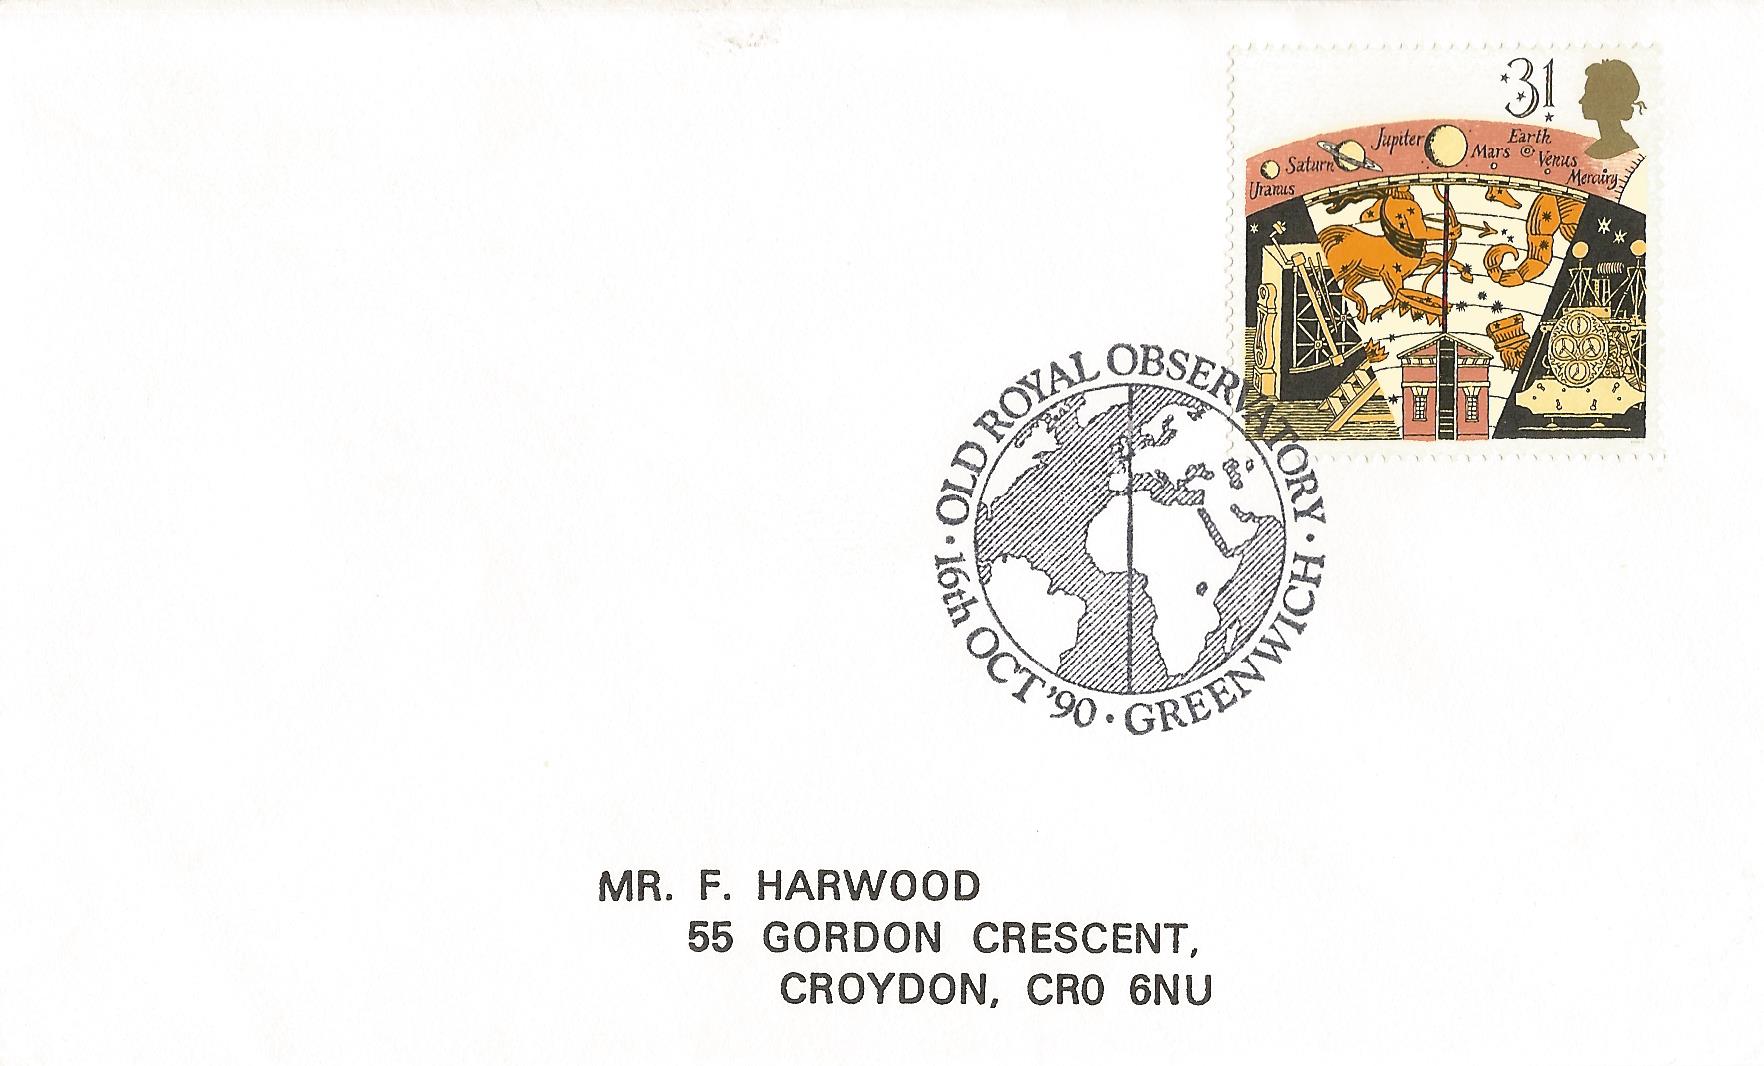 31
Uranus
Saturn
Jupiter
Mars
Earth
Venus
Mercury
OLD ROYAL OBSERVATORY · GREENWICH · 16th OCT '90 ·
MR. F. HARWOOD
55 GORDON CRESCENT,
CROYDON, CR0 6NU